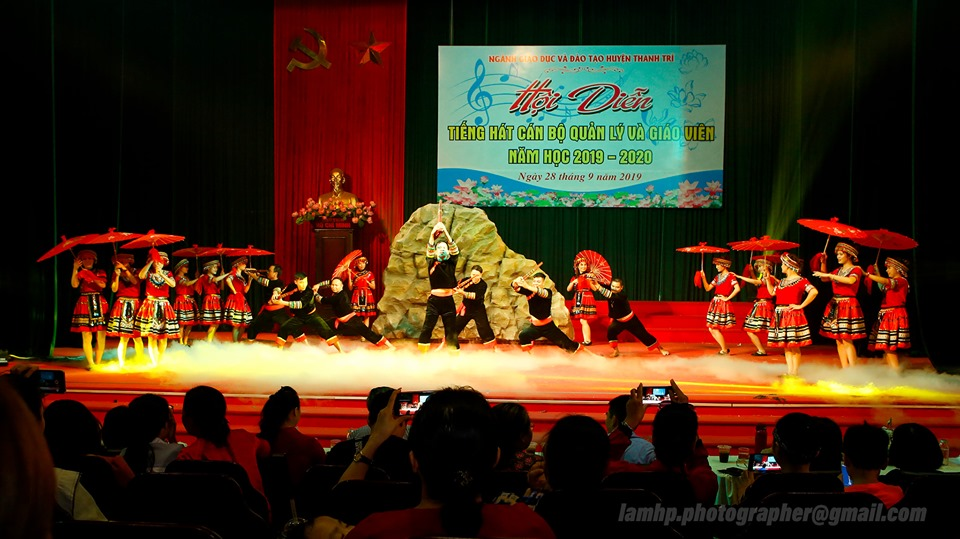 NGÀNH GIÁO DỤC VÀ ĐÀO TẠO HUYỆN THANH TRÌ
Hội Diễn
TIẾNG HÁT CÁN BỘ QUẢN LÝ VÀ GIÁO VIÊN
NĂM HỌC 2019 - 2020
Ngày 28 tháng 9 năm 2019
lamhp.photographer@gmail.com